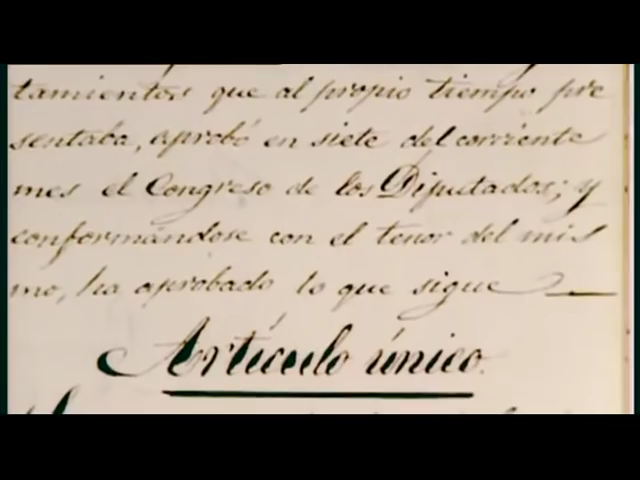 tamientos que al propio tiempo pre
sentaba, aprobó en siete del corriente
mes el Congreso de los Diputados; y
conformándose con el tenor del mis
mo, ha aprobado lo que sigue
Artículo único.